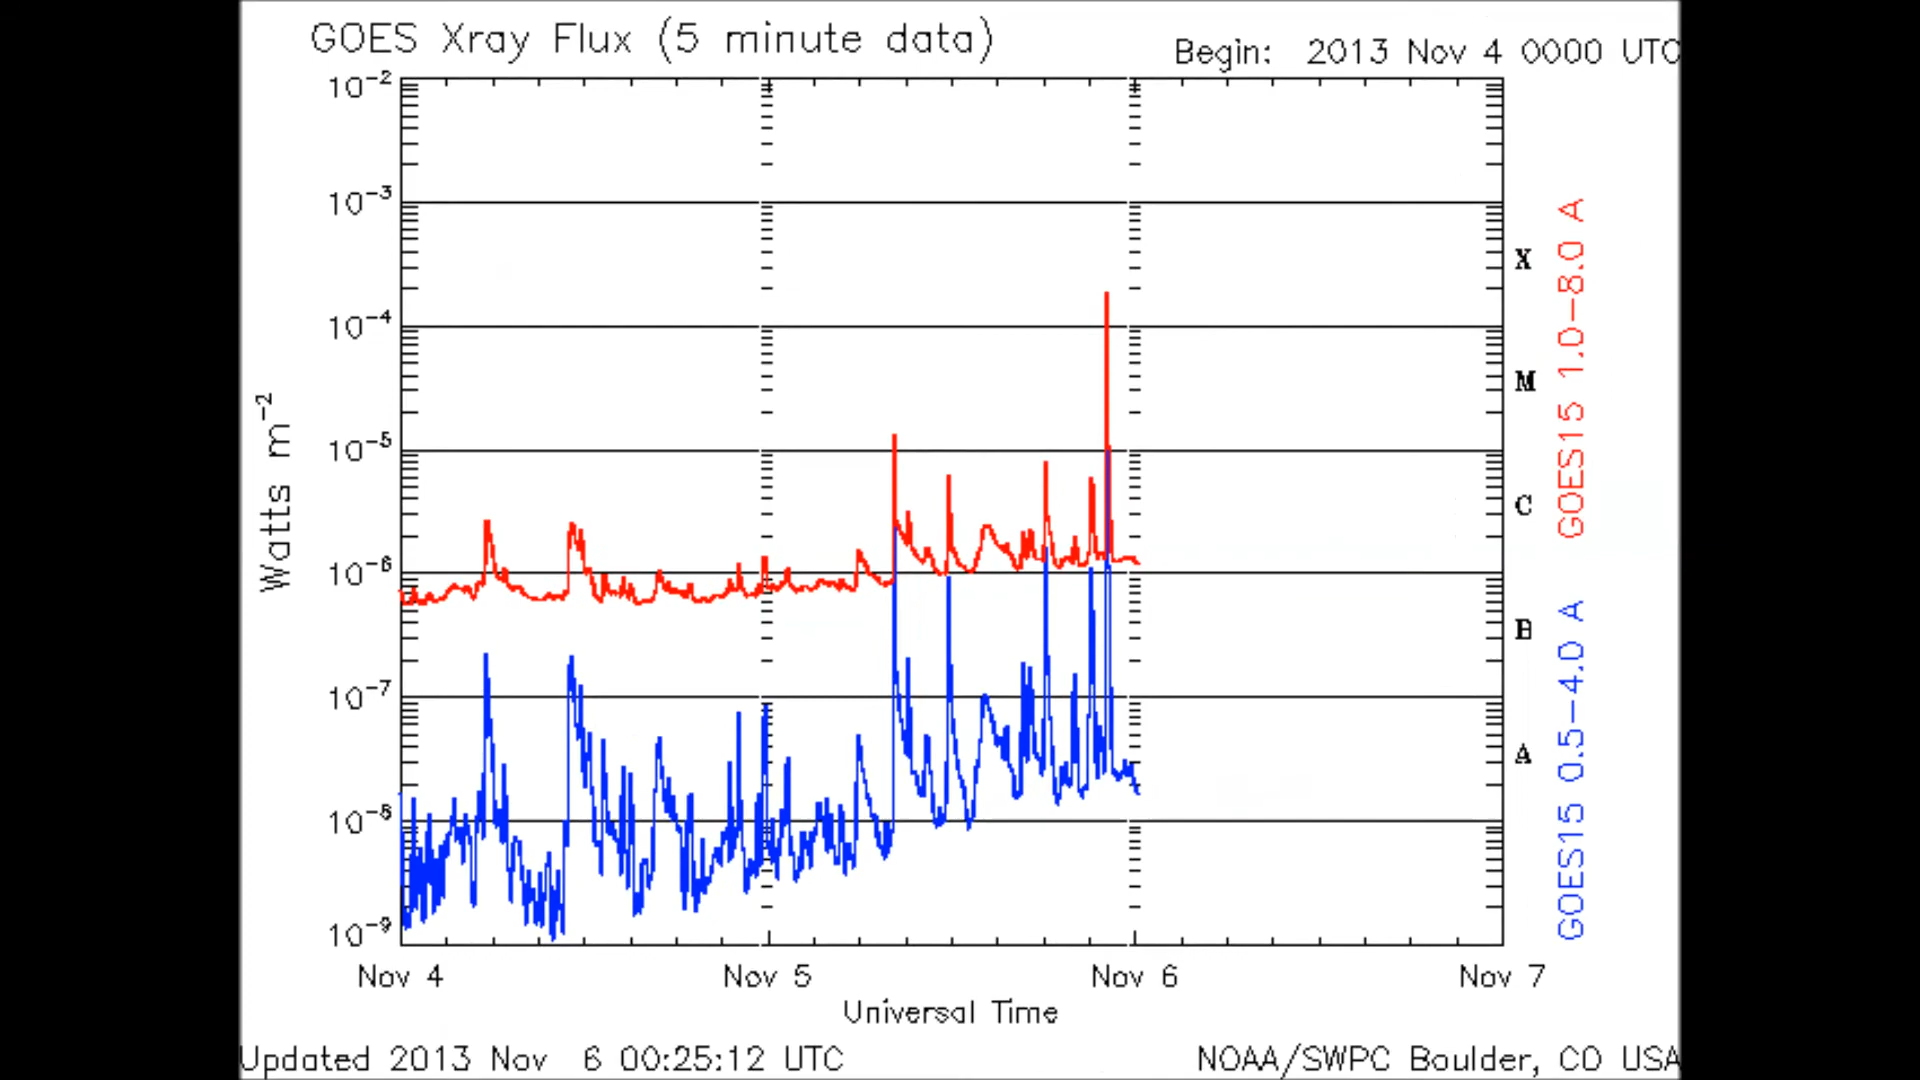 GOES Xray Flux (5 minute data)
Begin: 2013 Nov 4 0000 UTC
10⁻²
10⁻³
10⁻⁴
10⁻⁵
10⁻⁶
10⁻⁷
10⁻⁸
10⁻⁹
Watts m⁻²
X
M
C
B
A
GOES15 1.0-8.0 A
GOES15 0.5-4.0 A
Nov 4
Nov 5
Nov 6
Nov 7
Universal Time
Updated 2013 Nov 6 00:25:12 UTC
NOAA/SWPC Boulder, CO USA